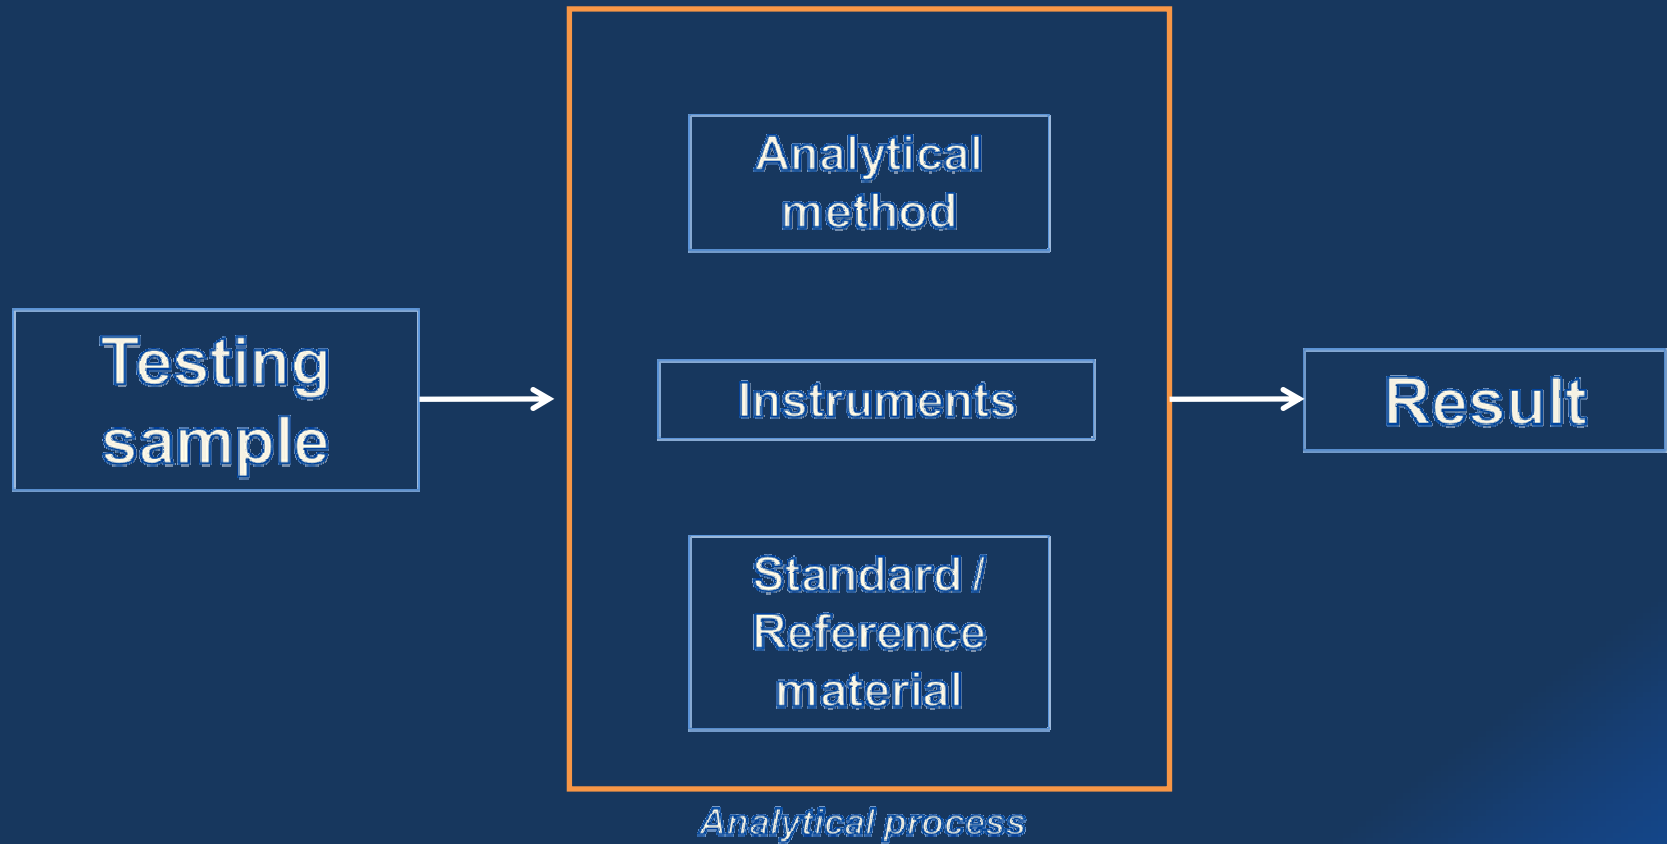 Testing
sample
Analytical
method
Instruments
Standard /
Reference
material
Result
Analytical process